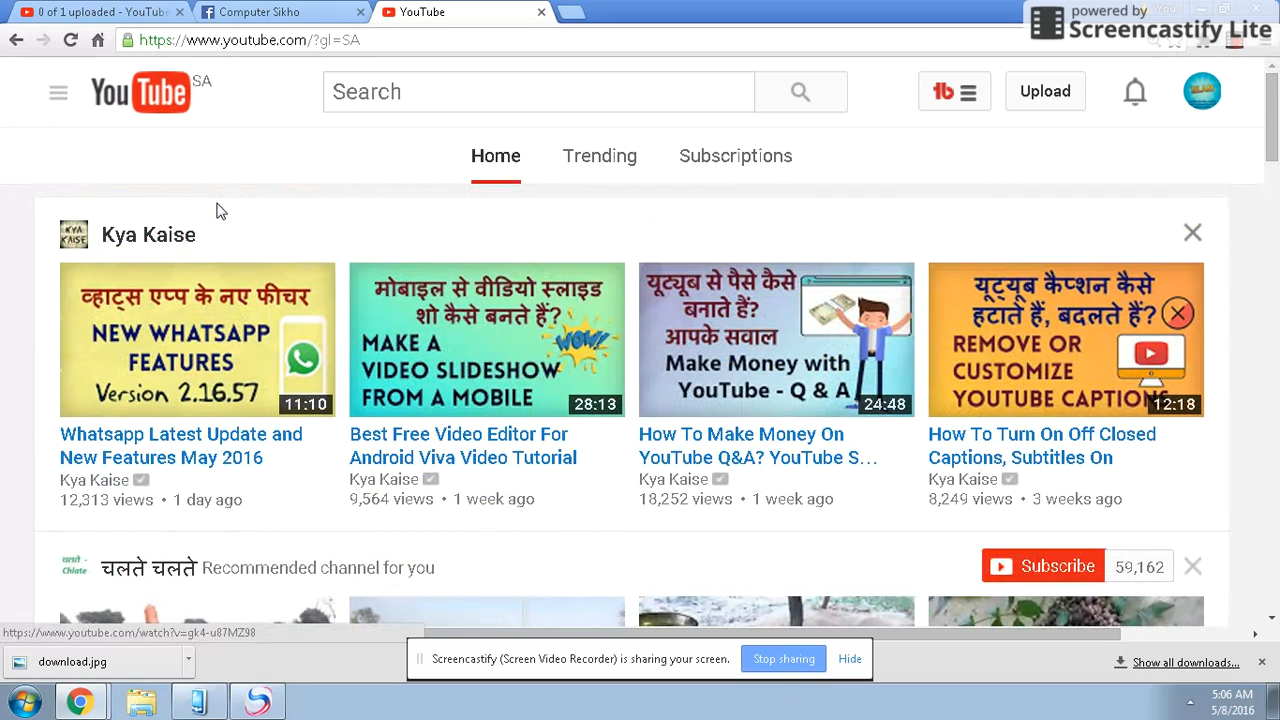 0 of 1 uploaded - YouTube
Computer Sikho
YouTube
powered by
Screencastify Lite
https://www.youtube.com/?gl=SA
YouTube SA
Search
Upload
Home
Trending
Subscriptions
KYA KAISE
Kya Kaise
व्हाट्स एप्प के नए फीचर
NEW WHATSAPP
FEATURES
Version 2.16.57
11:10
मोबाइल से वीडियो स्लाइड
शो कैसे बनते हैं?
MAKE A
VIDEO SLIDESHOW
FROM A MOBILE
WOW!
28:13
यूट्यूब से पैसे कैसे
बनाते हैं?
आपके सवाल
Make Money with
YouTube - Q & A
24:48
यूट्यूब कैप्शन कैसे
हटाते हैं, बदलते हैं?
REMOVE OR
CUSTOMIZE
YOUTUBE CAPTIONS
12:18
Whatsapp Latest Update and
New Features May 2016
Kya Kaise
12,313 views • 1 day ago
Best Free Video Editor For
Android Viva Video Tutorial
Kya Kaise
9,564 views • 1 week ago
How To Make Money On
YouTube Q&A? YouTube S...
Kya Kaise
18,252 views • 1 week ago
How To Turn On Off Closed
Captions, Subtitles On
Kya Kaise
8,249 views • 3 weeks ago
चलते चलते Recommended channel for you
Subscribe 59,162
https://www.youtube.com/watch?v=gk4-u87MZ98
download.jpg
Screencastify (Screen Video Recorder) is sharing your screen.
Stop sharing
Hide
Show all downloads...
5:06 AM
5/8/2016